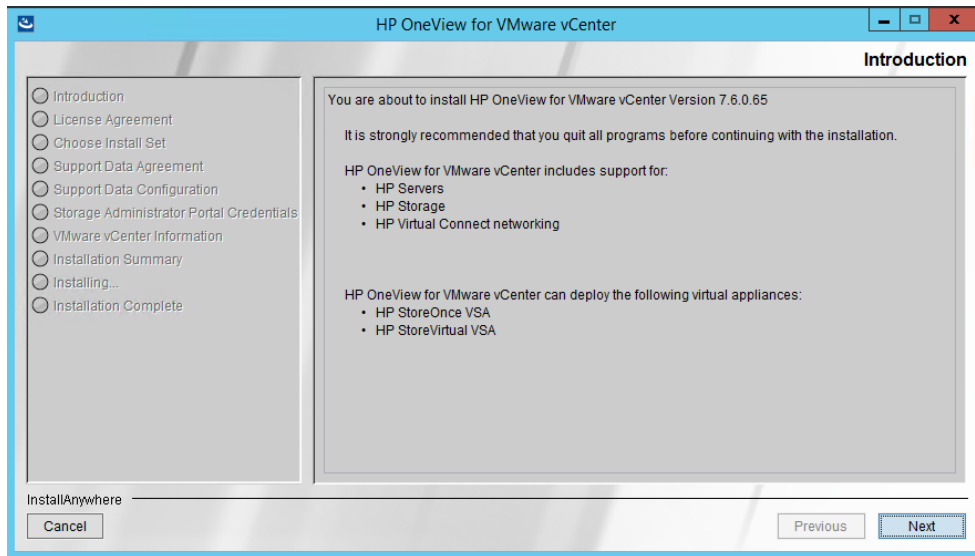 HP OneView for VMware vCenter
Introduction
Introduction
License Agreement
Choose Install Set
Support Data Agreement
Support Data Configuration
Storage Administrator Portal Credentials
VMware vCenter Information
Installation Summary
Installing...
Installation Complete
You are about to install HP OneView for VMware vCenter Version 7.6.0.65
It is strongly recommended that you quit all programs before continuing with the installation.
HP OneView for VMware vCenter includes support for:
• HP Servers
• HP Storage
• HP Virtual Connect networking
HP OneView for VMware vCenter can deploy the following virtual appliances:
• HP StoreOnce VSA
• HP StoreVirtual VSA
InstallAnywhere
Cancel
Previous
Next